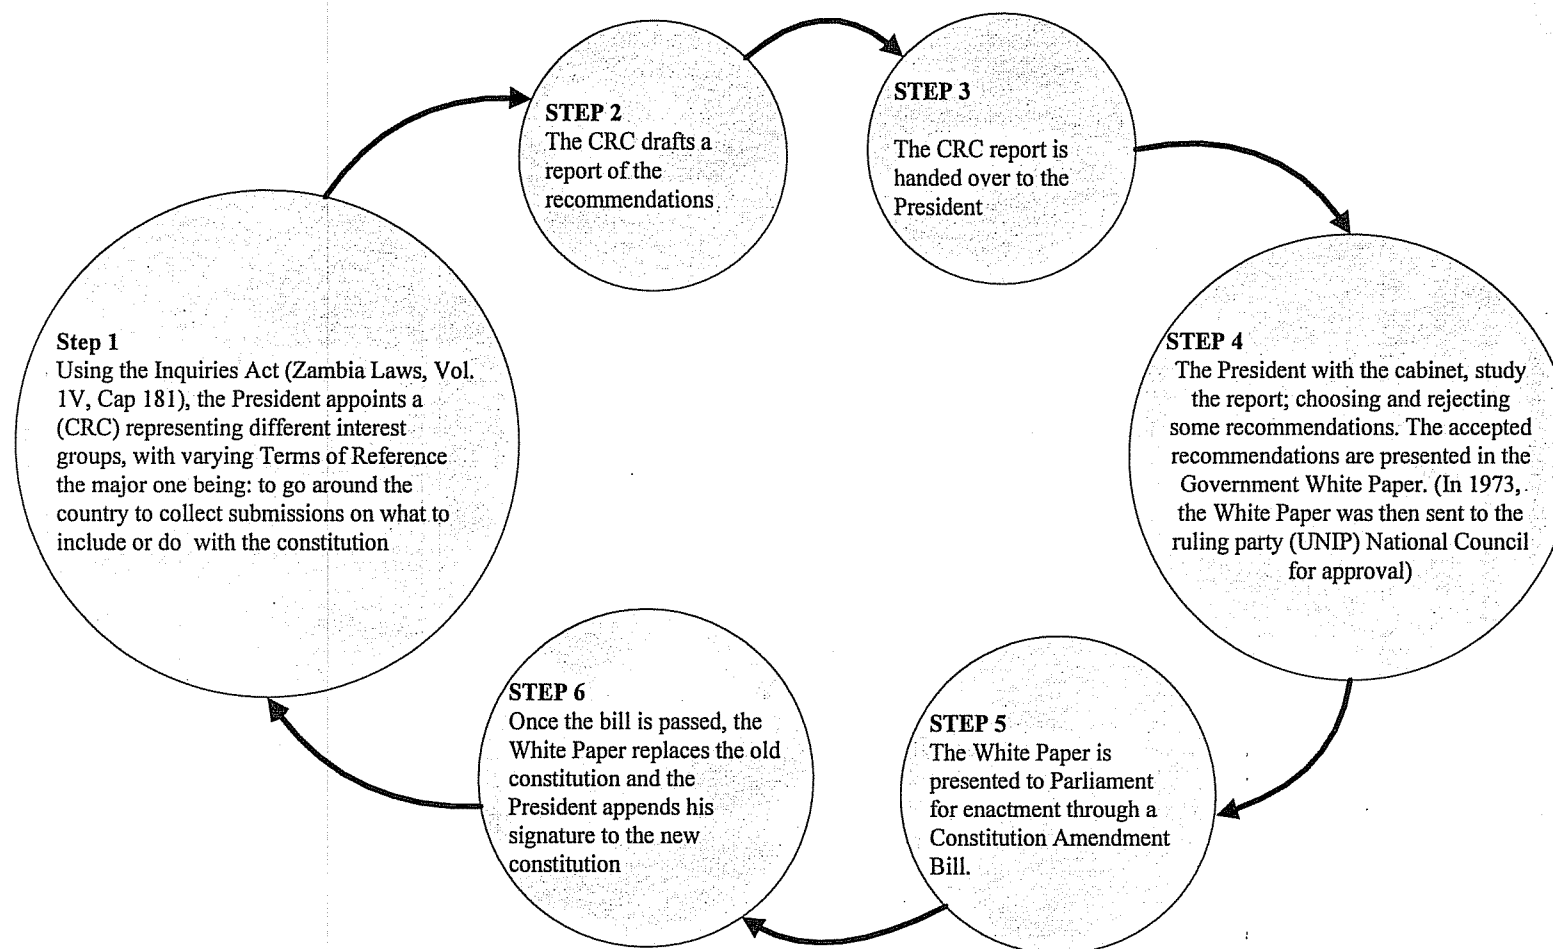 Step 1
Using the Inquiries Act (Zambia Laws, Vol.
1V, Cap 181), the President appoints a
(CRC) representing different interest
groups, with varying Terms of Reference
the major one being: to go around the
country to collect submissions on what to
include or do with the constitution
STEP 2
The CRC drafts a
report of the
recommendations
STEP 3
The CRC report is
handed over to the
President
STEP 4
The President with the cabinet, study
the report; choosing and rejecting
some recommendations. The accepted
recommendations are presented in the
Government White Paper. (In 1973,
the White Paper was then sent to the
ruling party (UNIP) National Council
for approval)
STEP 5
The White Paper is
presented to Parliament
for enactment through a
Constitution Amendment
Bill.
STEP 6
Once the bill is passed, the
White Paper replaces the old
constitution and the
President appends his
signature to the new
constitution